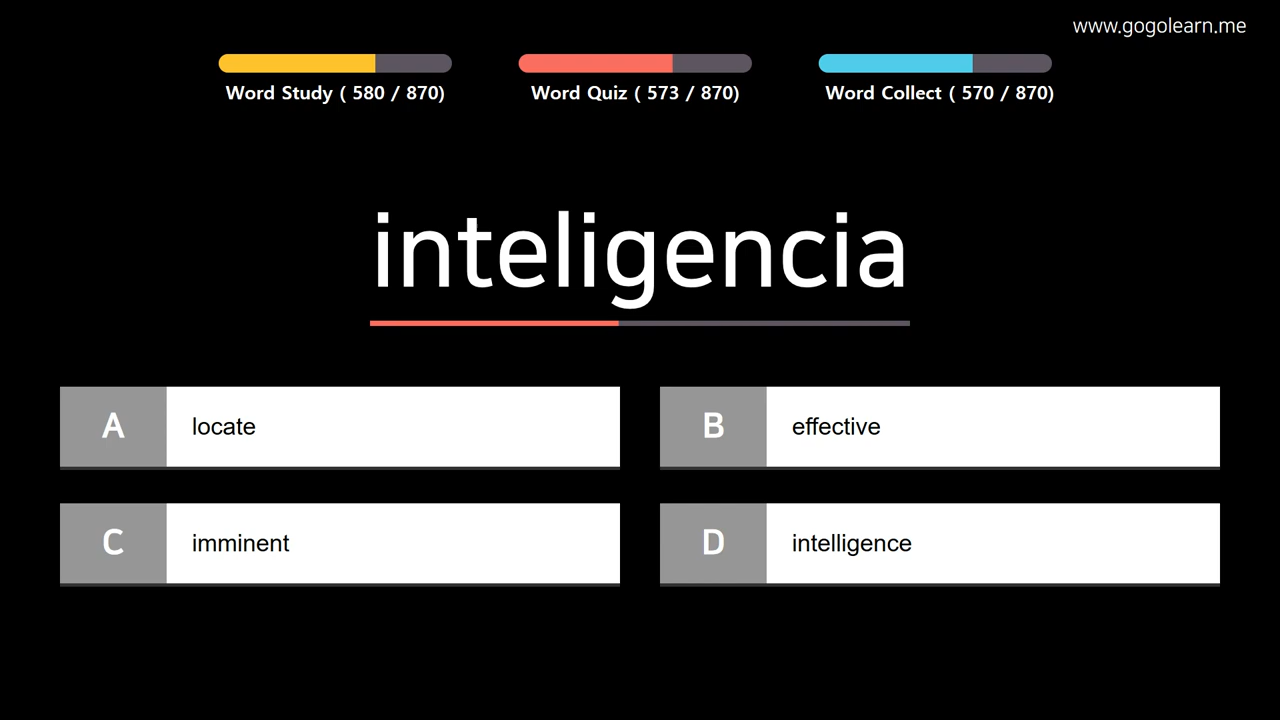 www.gogolearn.me
Word Study ( 580 / 870)
Word Quiz ( 573 / 870)
Word Collect ( 570 / 870)
inteligencia
A locate
B effective
C imminent
D intelligence